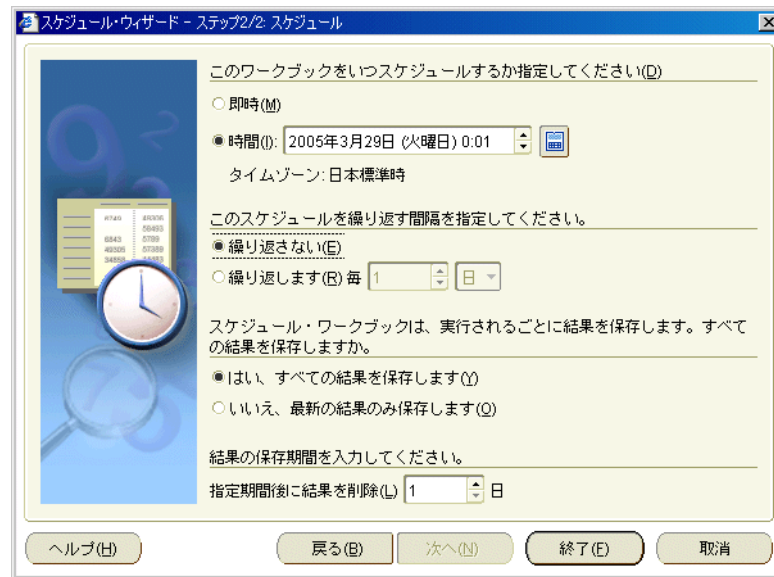 スケジュール・ウィザード - ステップ2/2: スケジュール
このワークブックをいつスケジュールするか指定してください(D)
即時(M)
時間(I): 2005年3月29日 (火曜日) 0:01
タイムゾーン: 日本標準時
このスケジュールを繰り返す間隔を指定してください。
繰り返さない(E)
繰り返します(R) 毎 1 日
スケジュール・ワークブックは、実行されるごとに結果を保存します。すべて
の結果を保存しますか。
はい、すべての結果を保存します(Y)
いいえ、最新の結果のみ保存します(O)
結果の保存期間を入力してください。
指定期間後に結果を削除(L) 1 日
ヘルプ(H) 戻る(B) 次へ(N) 終了(F) 取消